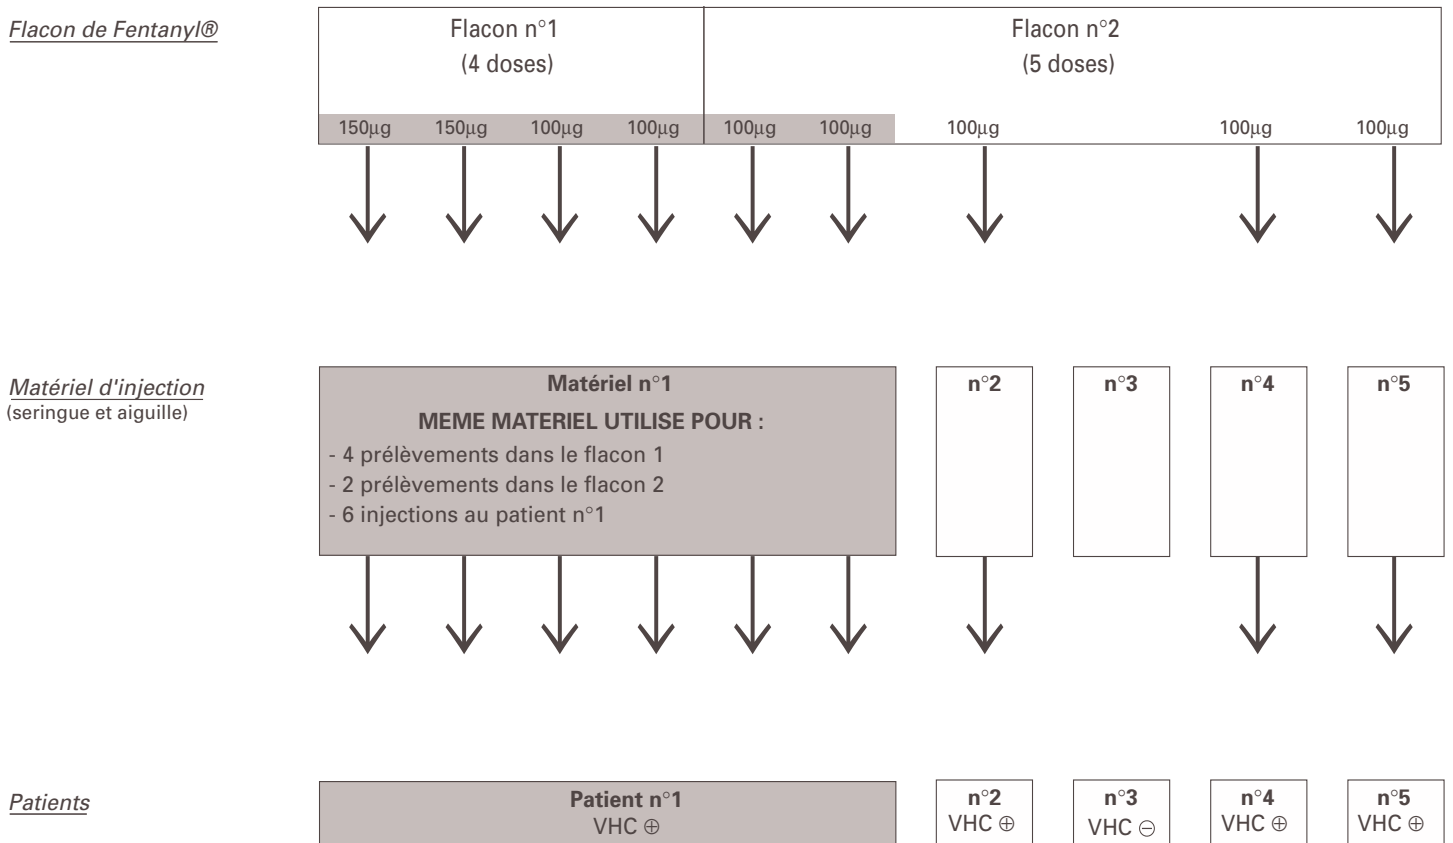 Flacon de Fentanyl®
Flacon n°1
(4 doses)
Flacon n°2
(5 doses)
150µg 150µg 100µg 100µg 100µg 100µg 100µg 100µg 100µg
Matériel d'injection
(seringue et aiguille)
Matériel n°1
MEME MATERIEL UTILISE POUR :
- 4 prélèvements dans le flacon 1
- 2 prélèvements dans le flacon 2
- 6 injections au patient n°1
n°2
n°3
n°4
n°5
Patients
Patient n°1
VHC ⊕
n°2
VHC ⊕
n°3
VHC ⊖
n°4
VHC ⊕
n°5
VHC ⊕